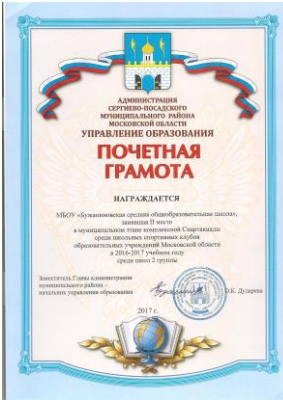 АДМИНИСТРАЦИЯ
СЕРГИЕВО-ПОСАДСКОГО
МУНИЦИПАЛЬНОГО РАЙОНА
МОСКОВСКОЙ ОБЛАСТИ
УПРАВЛЕНИЕ ОБРАЗОВАНИЯ
ПОЧЕТНАЯ
ГРАМОТА
НАГРАЖДАЕТСЯ
МБОУ «Бужаниновская средняя общеобразовательная школа»,
занявшая II место
в муниципальном этапе комплексной Спартакиады
среди школьных спортивных клубов
образовательных учреждений Московской области
в 2016-2017 учебном году
среди школ 2 группы
Заместитель Главы администрации
муниципального района –
начальник управления образования
О.К. Дударева
2017 г.